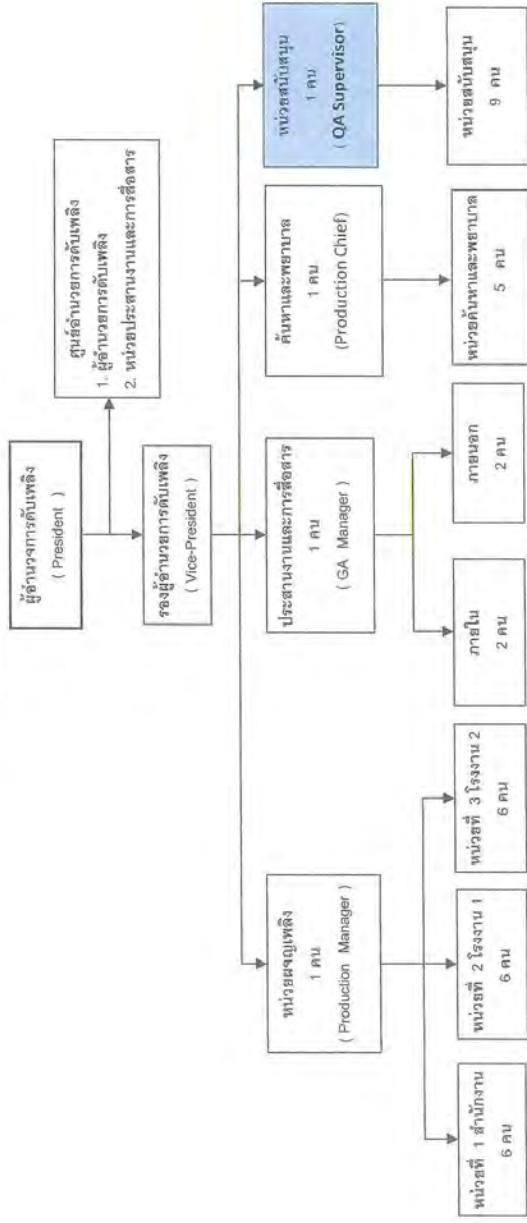 ผู้อำนวจการดับเพลิง
( President )
ศูนย์อำนวยการดับเพลิง
1. ผู้อำนวยการดับเพลิง
2. หน่วยประสานงานและการสื่อสาร
รองผู้อำนวยการดับเพลิง
( Vice-President )
หน่วยผจญเพลิง
1 คน
( Production Manager )
ประสานงานและการสื่อสาร
1 คน
( GA Manager )
ค้นหาและพยาบาล
1 คน
(Production Chief)
หน่วยสนับสนุน
1 คน
( QA Supervisor )
หน่วยที่ 1 สำนักงาน
6 คน
หน่วยที่ 2 โรงงาน 1
6 คน
หน่วยที่ 3 โรงงาน 2
6 คน
ภายใน
2 คน
ภายนอก
2 คน
หน่วยค้นหาและพยาบาล
5 คน
หน่วยสนับสนุน
9 คน